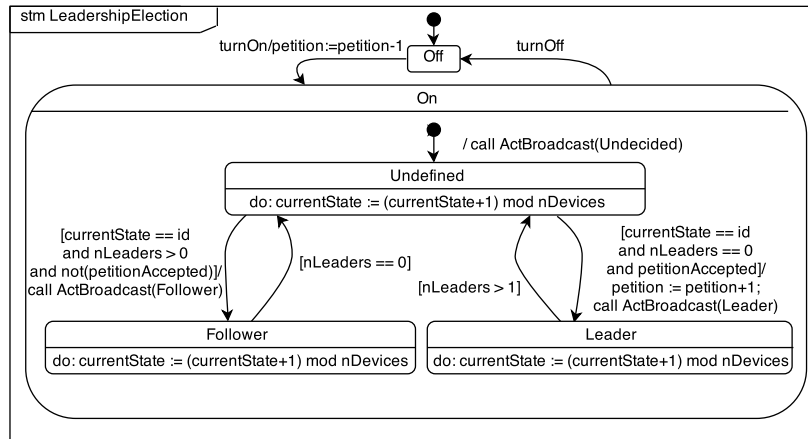 stm LeadershipElection
turnOn/petition:=petition-1
Off
turnOff
On
/ call ActBroadcast(Undecided)
Undefined
do: currentState := (currentState+1) mod nDevices
[currentState == id
and nLeaders > 0
and not(petitionAccepted)]/
call ActBroadcast(Follower)
[nLeaders == 0]
[nLeaders > 1]
[currentState == id
and nLeaders == 0
and petitionAccepted]/
petition := petition+1;
call ActBroadcast(Leader)
Follower
do: currentState := (currentState+1) mod nDevices
Leader
do: currentState := (currentState+1) mod nDevices